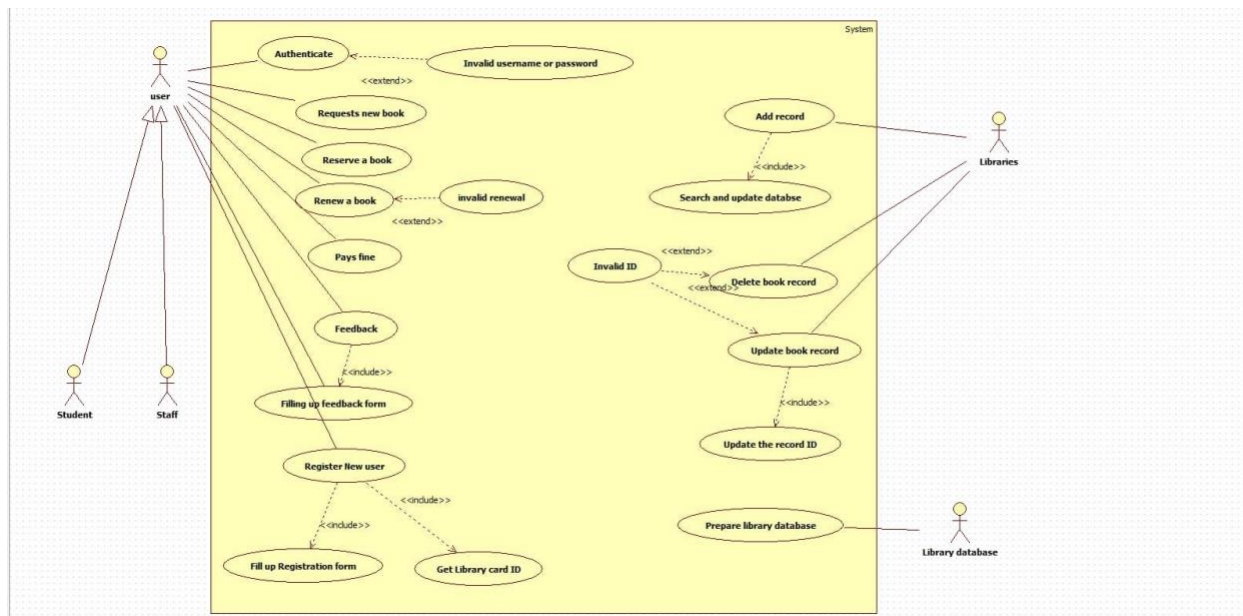 System
Authenticate
Invalid username or password
<<extend>>
user
Requests new book
Add record
Reserve a book
Libraries
<<include>>
Renew a book
invalid renewal
Search and update databse
<<extend>>
Pays fine
<<extend>>
Invalid ID
Delete book record
<<extend>>
Feedback
Update book record
<<include>>
Filling up feedback form
<<include>>
Student
Staff
Update the record ID
Register New user
<<include>>
<<include>>
Prepare library database
Library database
Fill up Registration form
Get Library card ID